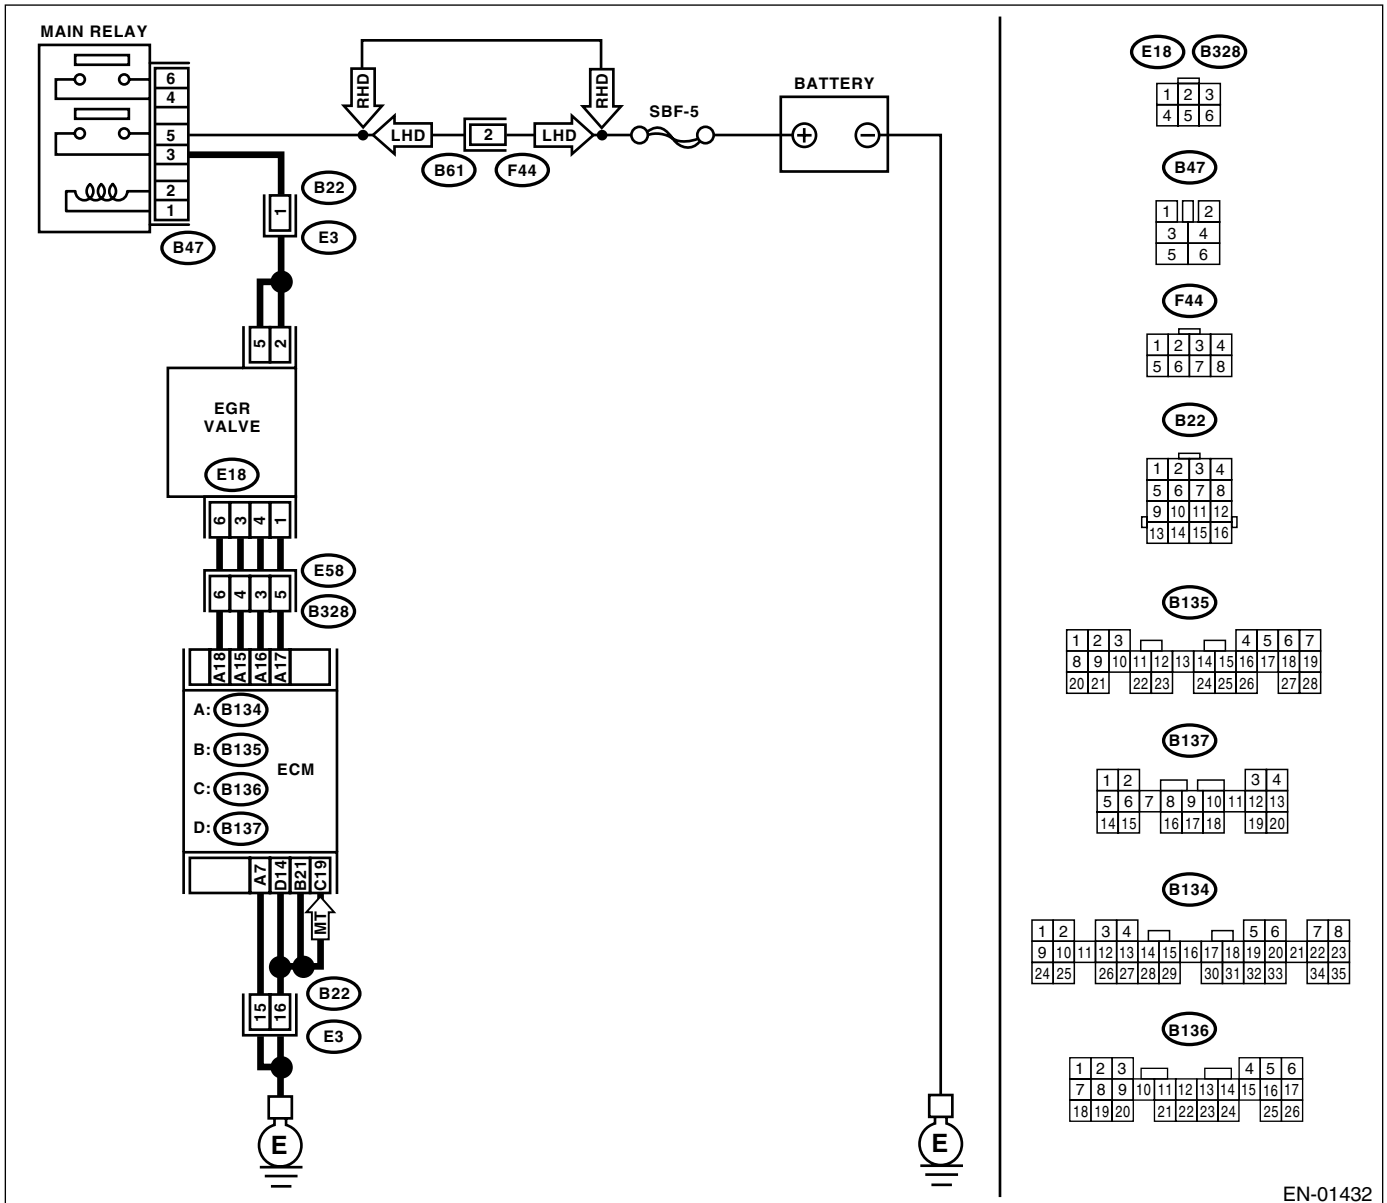 MAIN RELAY
6
4
5
3
2
1
B47
RHD
RHD
LHD
2
LHD
B61
F44
SBF-5
BATTERY
+
−
B22
1
E3
5 2
EGR
VALVE
E18
6 3 4 1
E58
6 4 3 5
B328
A18 A15 A16 A17
A: B134
B: B135
ECM
C: B136
D: B137
A7 D14 B21 C19
MT
B22
15 16
E3
E
E
E18 B328
1 2 3
4 5 6
B47
1 2
3 4
5 6
F44
1 2 3 4
5 6 7 8
B22
1 2 3 4
5 6 7 8
9 10 11 12
13 14 15 16
B135
1 2 3 4 5 6 7
8 9 10 11 12 13 14 15 16 17 18 19
20 21 22 23 24 25 26 27 28
B137
1 2 3 4
5 6 7 8 9 10 11 12 13
14 15 16 17 18 19 20
B134
1 2 3 4 5 6 7 8
9 10 11 12 13 14 15 16 17 18 19 20 21 22 23
24 25 26 27 28 29 30 31 32 33 34 35
B136
1 2 3 4 5 6
7 8 9 10 11 12 13 14 15 16 17
18 19 20 21 22 23 24 25 26
EN-01432